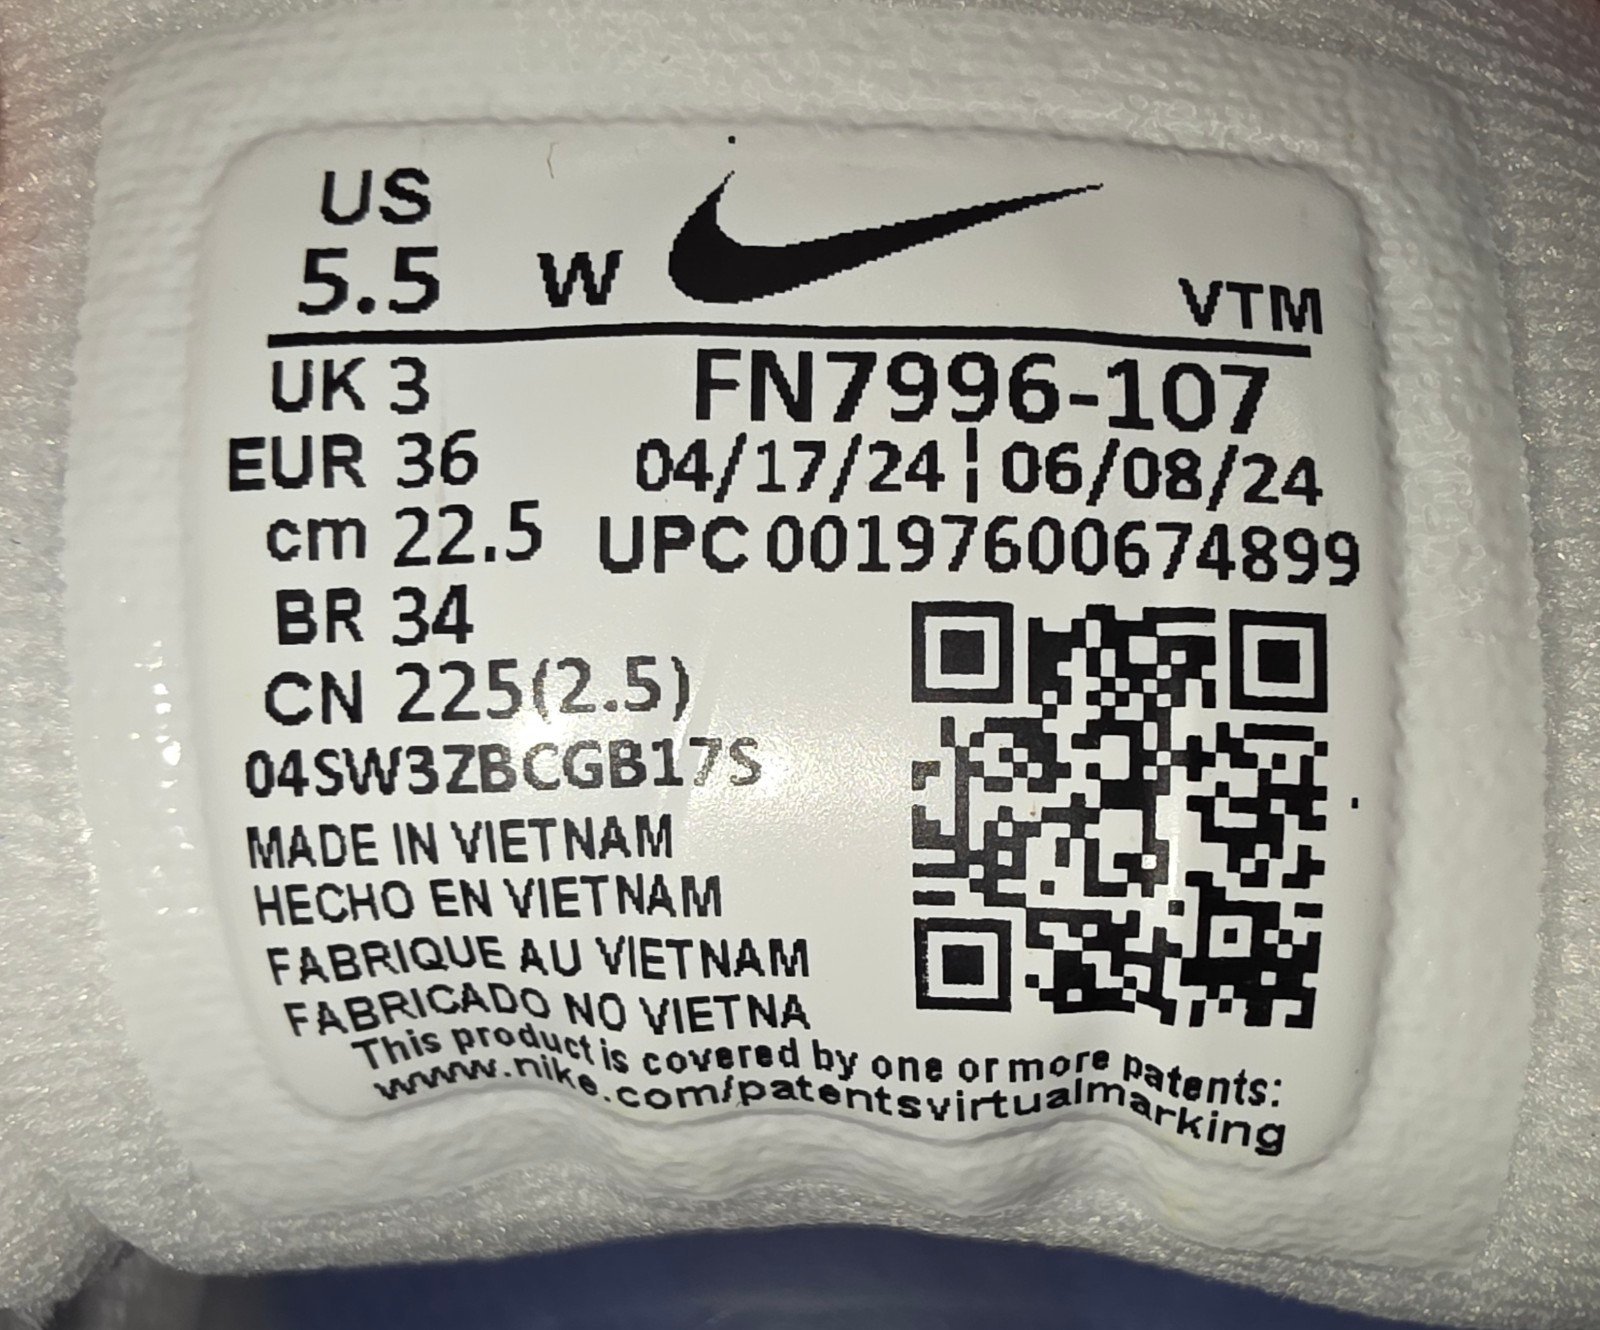 US
5.5 W
VTM
UK 3
FN7996-107
EUR 36
04/17/24¦06/08/24
cm 22.5
UPC 00197600674899
BR 34
CN 225(2.5)
04SW3ZBCGB17S
MADE IN VIETNAM
HECHO EN VIETNAM
FABRIQUE AU VIETNAM
FABRICADO NO VIETNA
This product is covered by one or more patents:
www.nike.com/patentsvirtualmarking